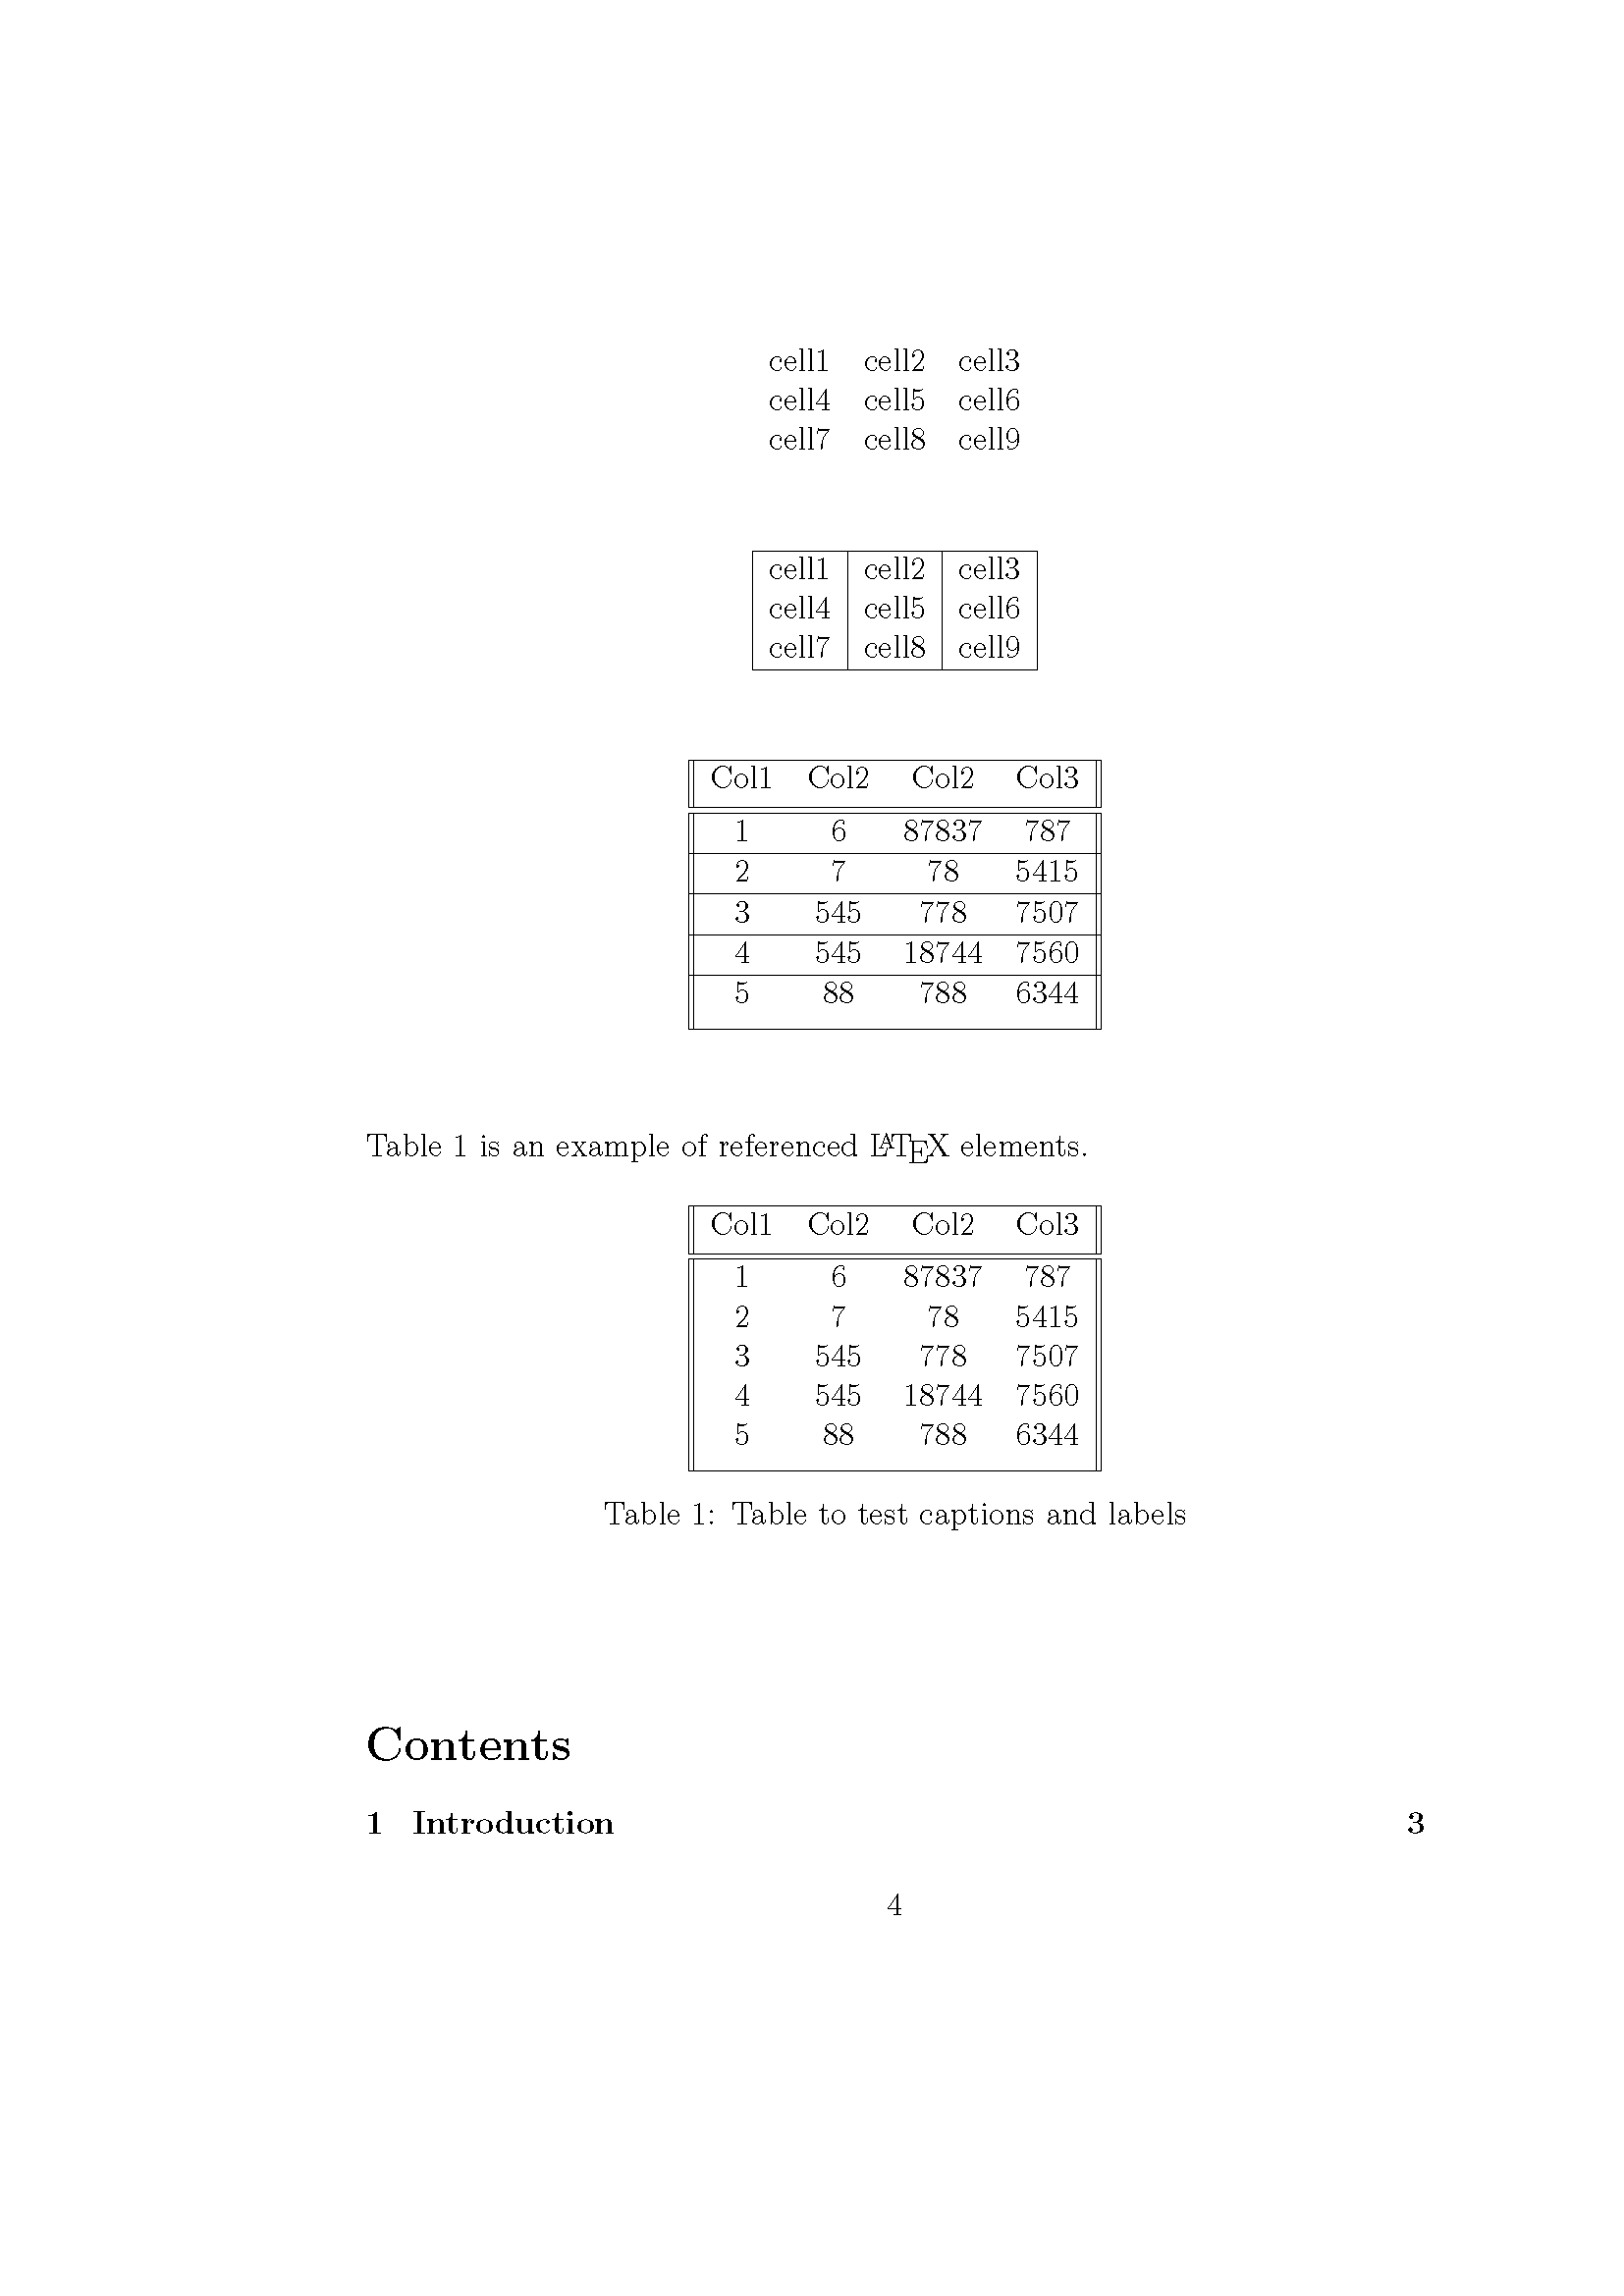 cell1 cell2 cell3
cell4 cell5 cell6
cell7 cell8 cell9
cell1 cell2 cell3
cell4 cell5 cell6
cell7 cell8 cell9
Col1 Col2 Col2 Col3
1 6 87837 787
2 7 78 5415
3 545 778 7507
4 545 18744 7560
5 88 788 6344
Table 1 is an example of referenced LATEX elements.
Col1 Col2 Col2 Col3
1 6 87837 787
2 7 78 5415
3 545 778 7507
4 545 18744 7560
5 88 788 6344
Table 1: Table to test captions and labels
Contents
1 Introduction 3
4